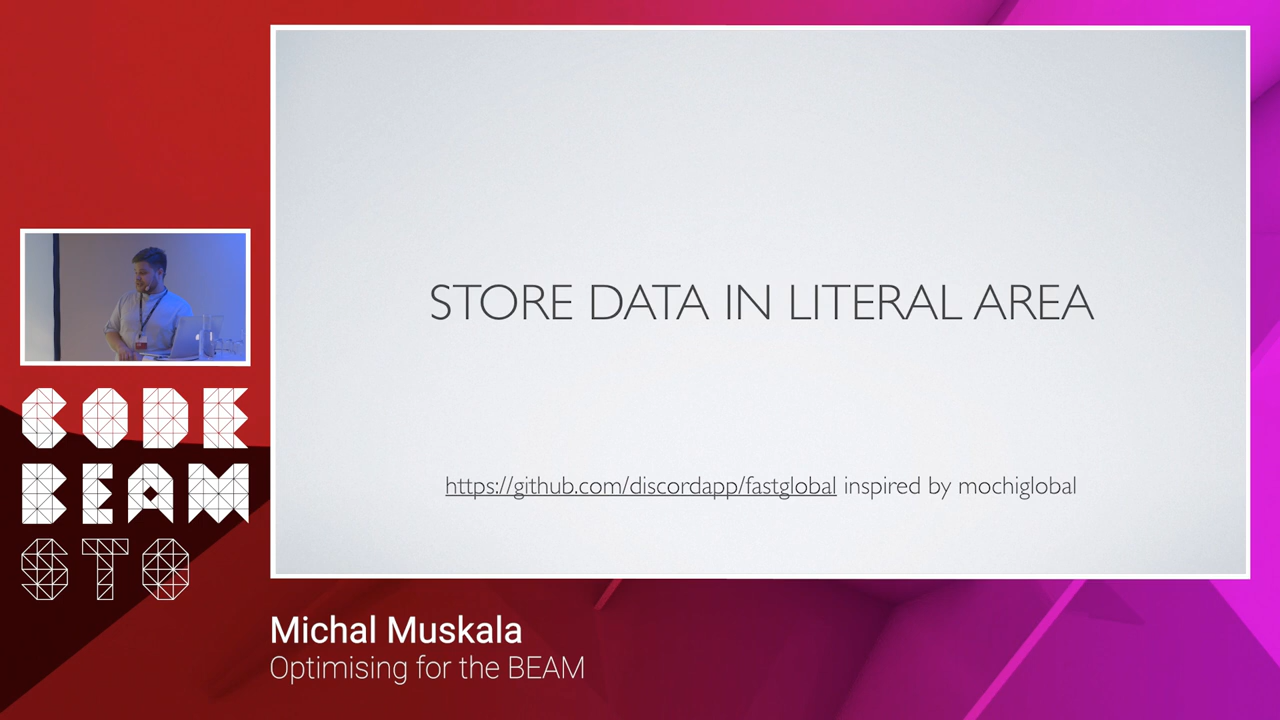 STORE DATA IN LITERAL AREA
https://github.com/discordapp/fastglobal inspired by mochiglobal
CODE
BEAM
STO
Michal Muskala
Optimising for the BEAM